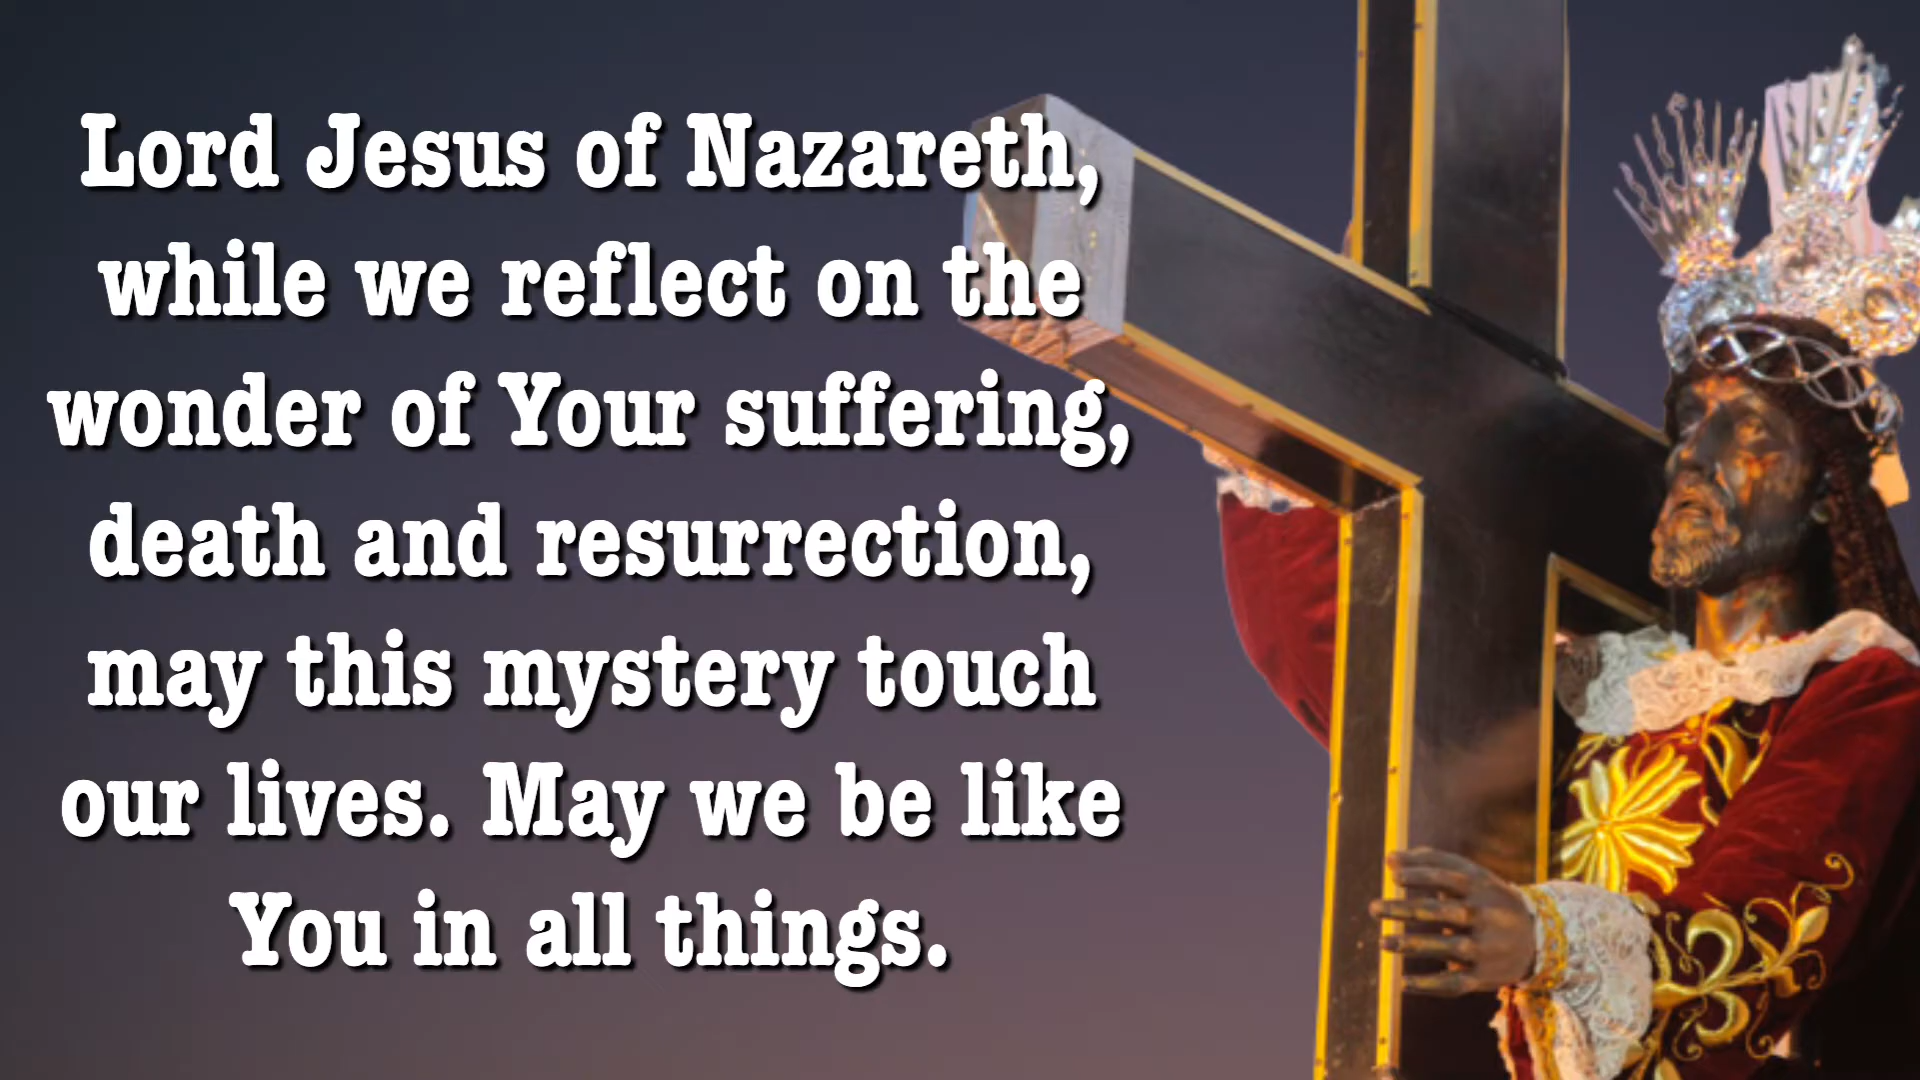 Lord Jesus of Nazareth,
while we reflect on the
wonder of Your suffering,
death and resurrection,
may this mystery touch
our lives. May we be like
You in all things.